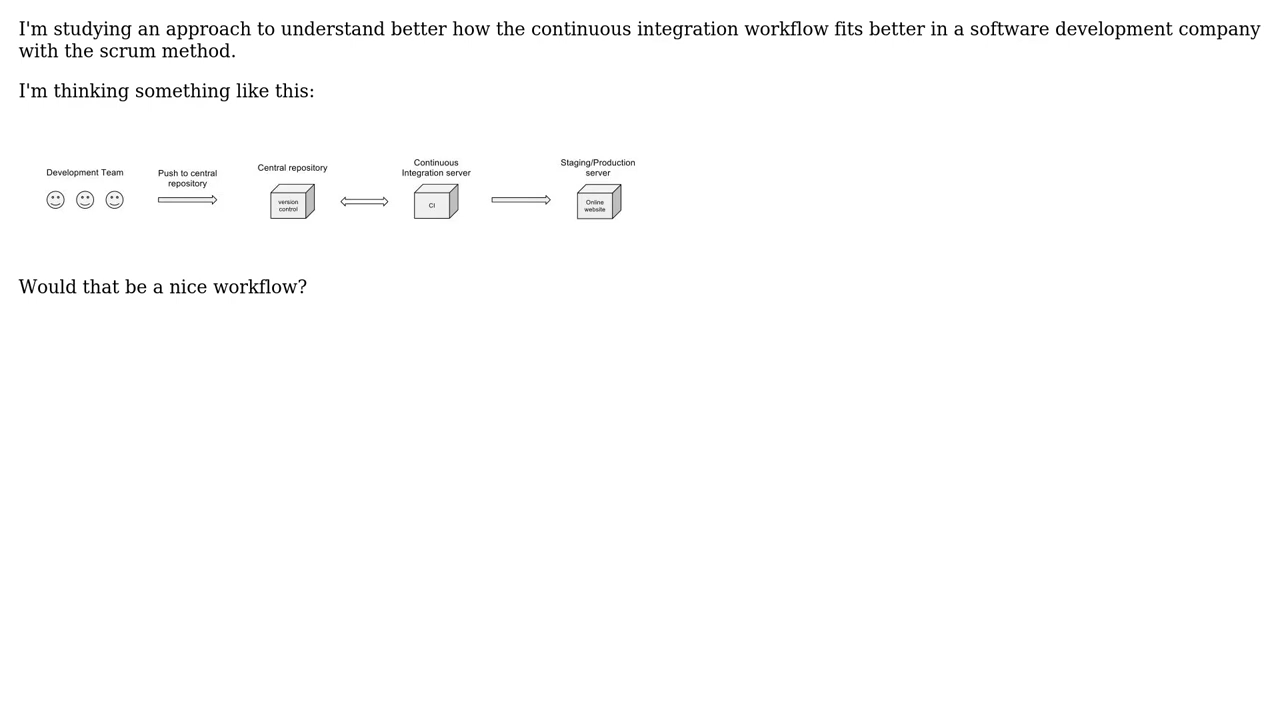 I'm studying an approach to understand better how the continuous integration workflow fits better in a software development company
with the scrum method.
I'm thinking something like this:
Development Team
Push to central
repository
Central repository
Continuous
Integration server
Staging/Production
server
version
control
CI
Online
website
Would that be a nice workflow?